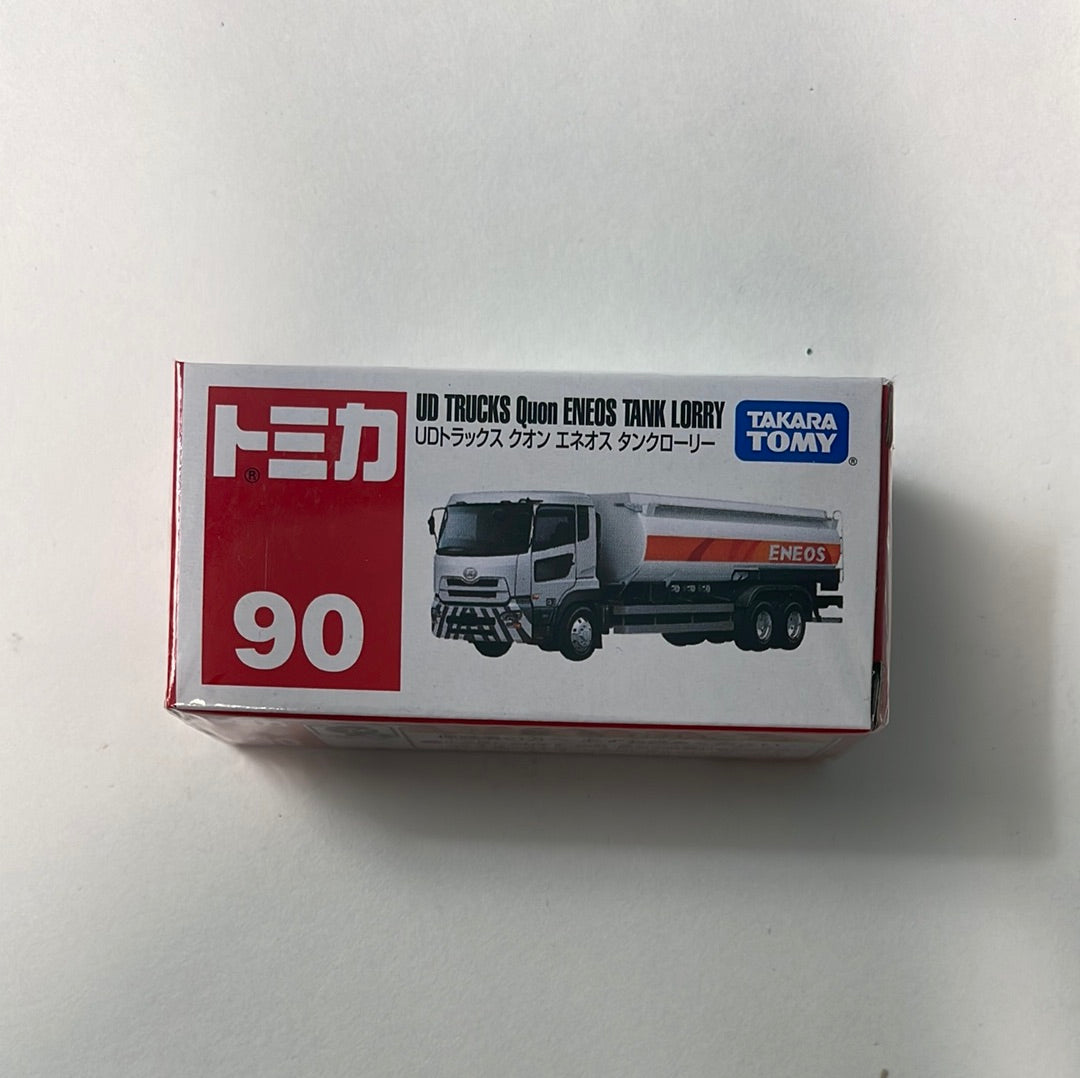 トミカ
®
90
UD TRUCKS Quon ENEOS TANK LORRY
UDトラックス クオン エネオス タンクローリー
TAKARA
TOMY
®
ENEOS